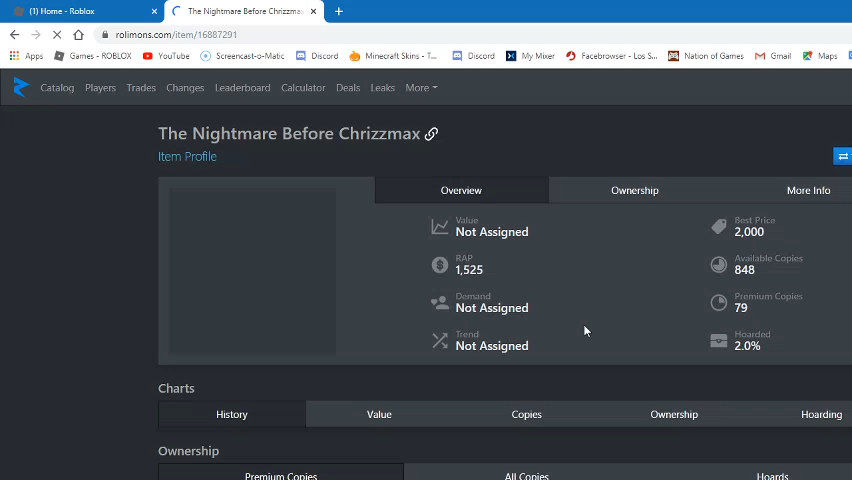 (1) Home - Roblox
The Nightmare Before Chrizzmax
rolimons.com/item/16887291
Apps
Games - ROBLOX
YouTube
Screencast-o-Matic
Discord
Minecraft Skins - T...
Discord
My Mixer
Facebrowser - Los S...
Nation of Games
Gmail
Maps
Catalog
Players
Trades
Changes
Leaderboard
Calculator
Deals
Leaks
More
The Nightmare Before Chrizzmax
Item Profile
Overview
Ownership
More Info
Value
Not Assigned
Best Price
2,000
RAP
1,525
Available Copies
848
Demand
Not Assigned
Premium Copies
79
Trend
Not Assigned
Hoarded
2.0%
Charts
History
Value
Copies
Ownership
Hoarding
Ownership
Premium Copies
All Copies
Hoards